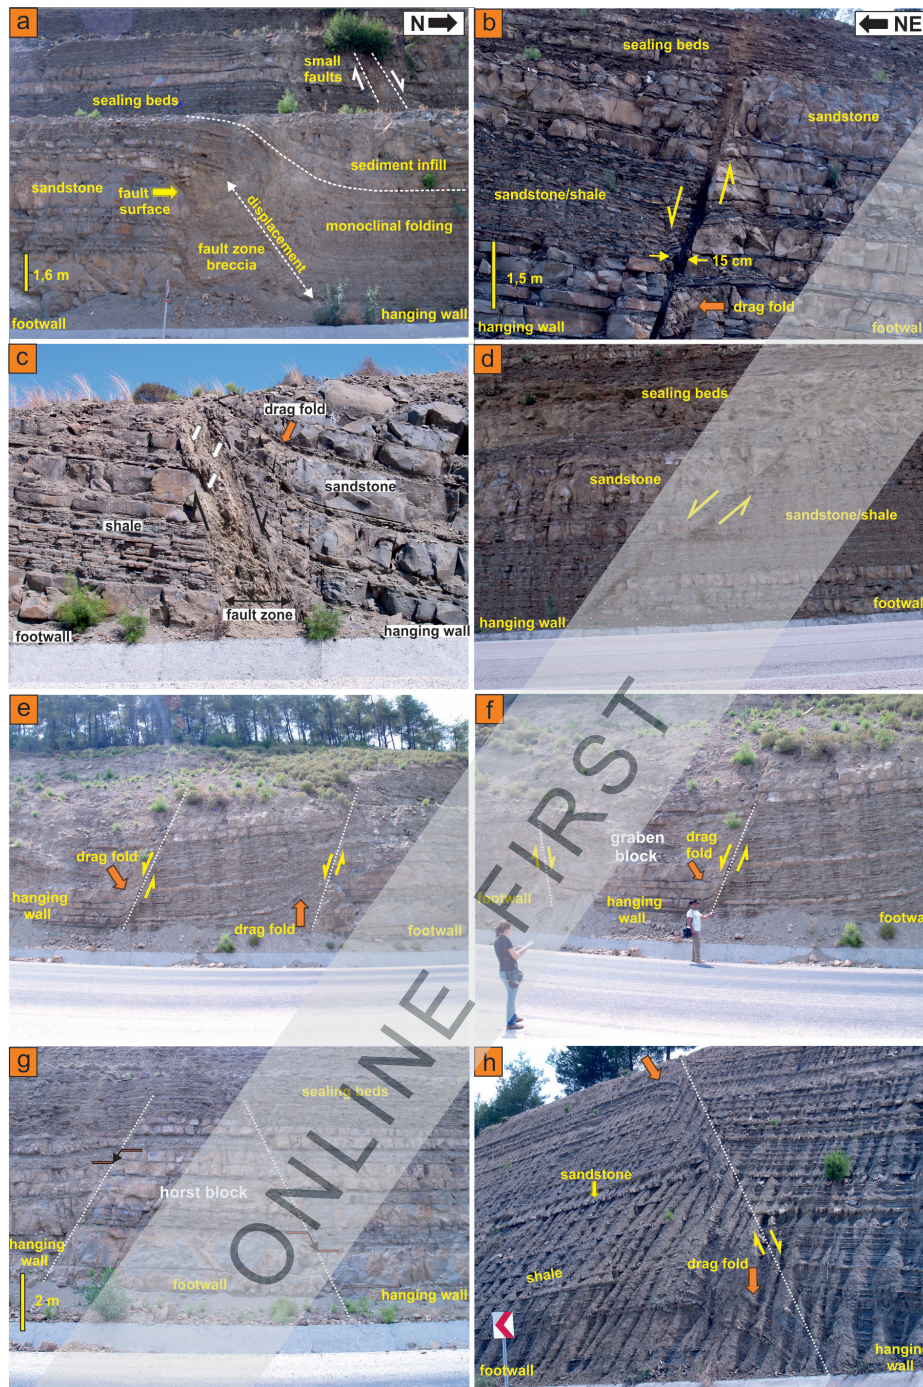 a
N
small
faults
sealing beds
sediment infill
sandstone
fault
surface
displacement
monoclinal folding
fault zone
breccia
1,6 m
footwall
hanging wall
b
NE
sealing beds
sandstone
sandstone/shale
15 cm
1,5 m
drag fold
hanging wall
footwall
c
drag fold
sandstone
shale
fault zone
footwall
hanging wall
d
sealing beds
sandstone
sandstone/shale
footwall
hanging wall
e
drag fold
hanging wall
drag fold
footwall
f
graben
block
drag
fold
footwall
hanging
wall
footwall
g
sealing beds
horst block
hanging
wall
footwall
hanging wall
2 m
h
sandstone
drag fold
shale
footwall
hanging
wall
ONLINE FIRST